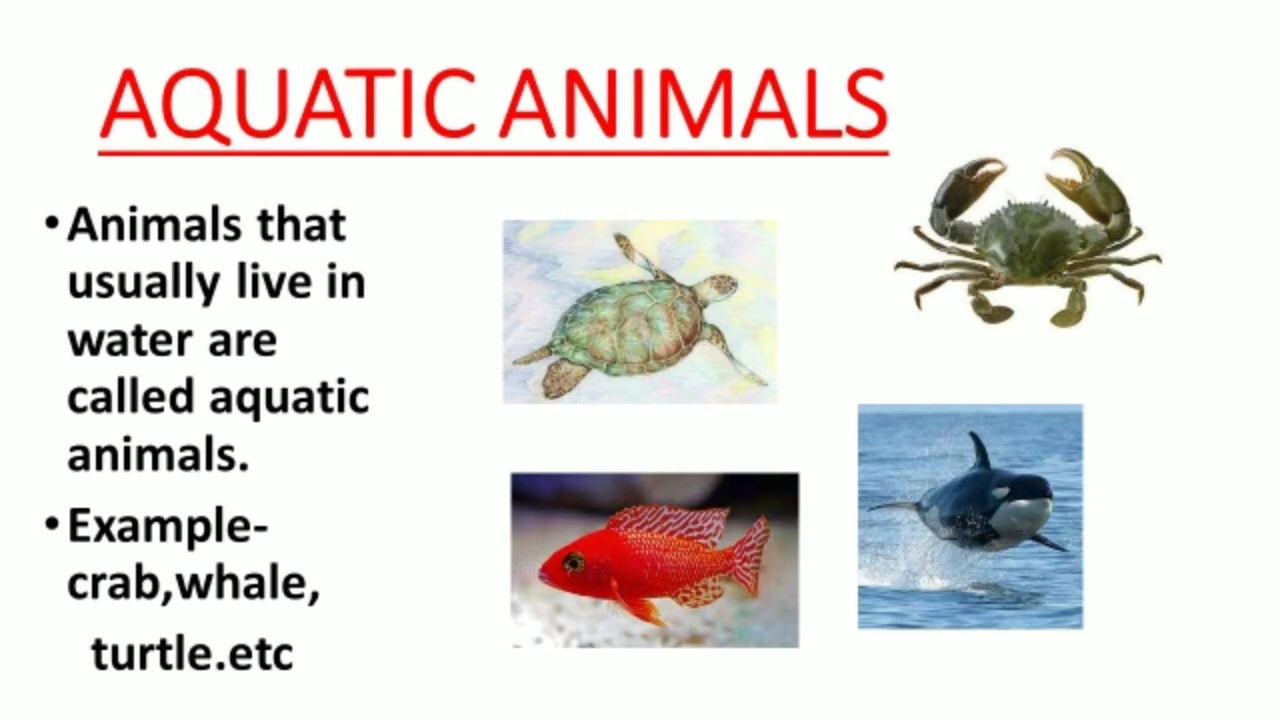 AQUATIC ANIMALS
•Animals that
usually live in
water are
called aquatic
animals.
•Example-
crab,whale,
turtle.etc